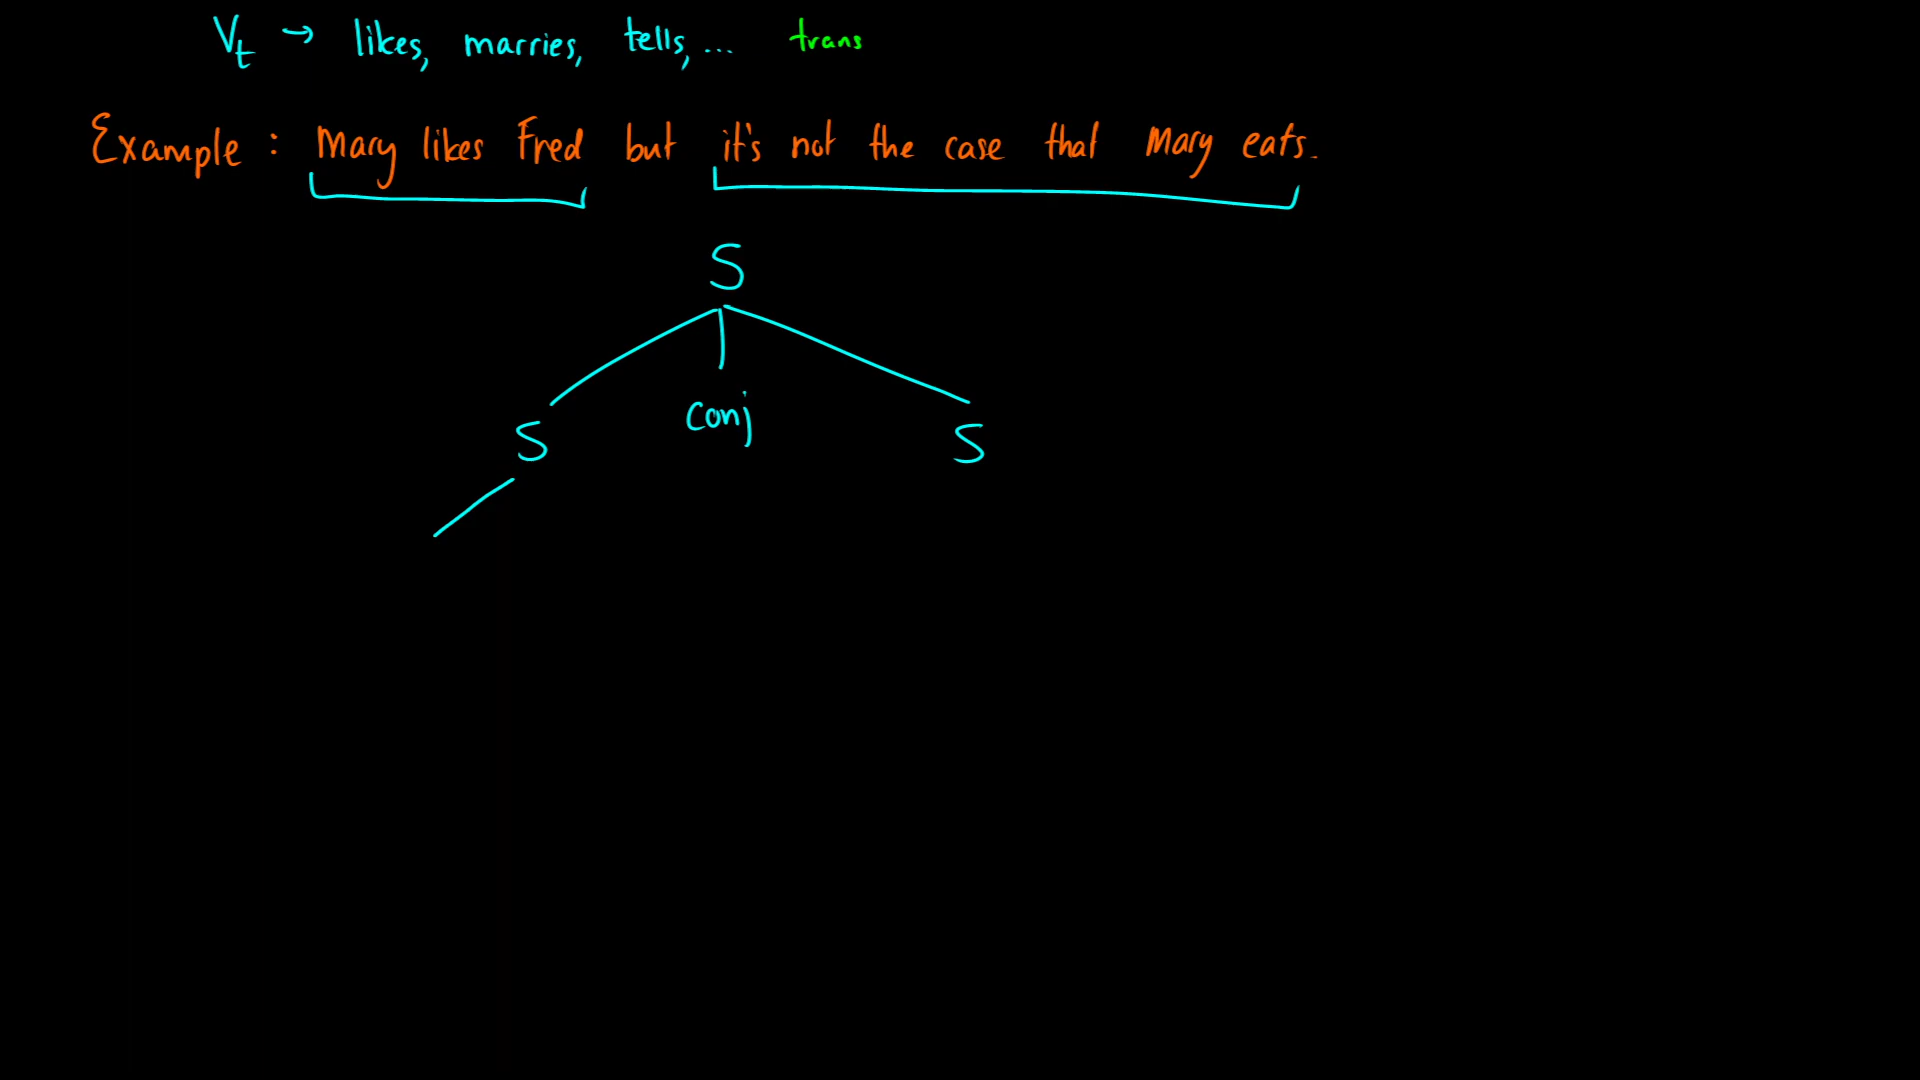 Vt → likes, marries, tells, ... trans
Example : Mary likes Fred but it's not the case that Mary eats.
S
S Conj S